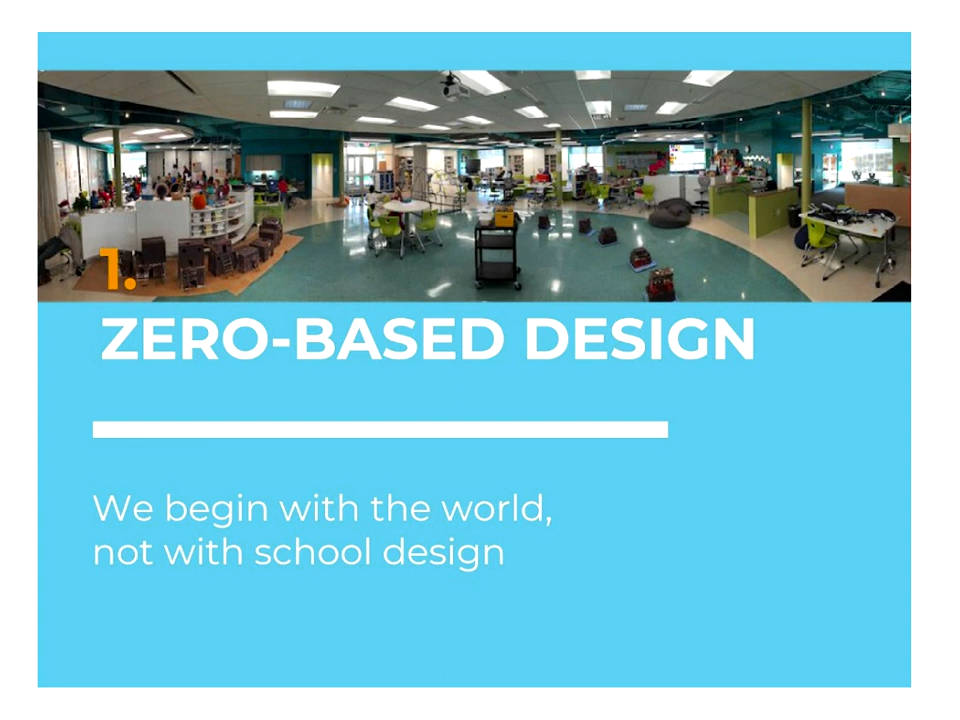 1.
ZERO-BASED DESIGN
We begin with the world,
not with school design